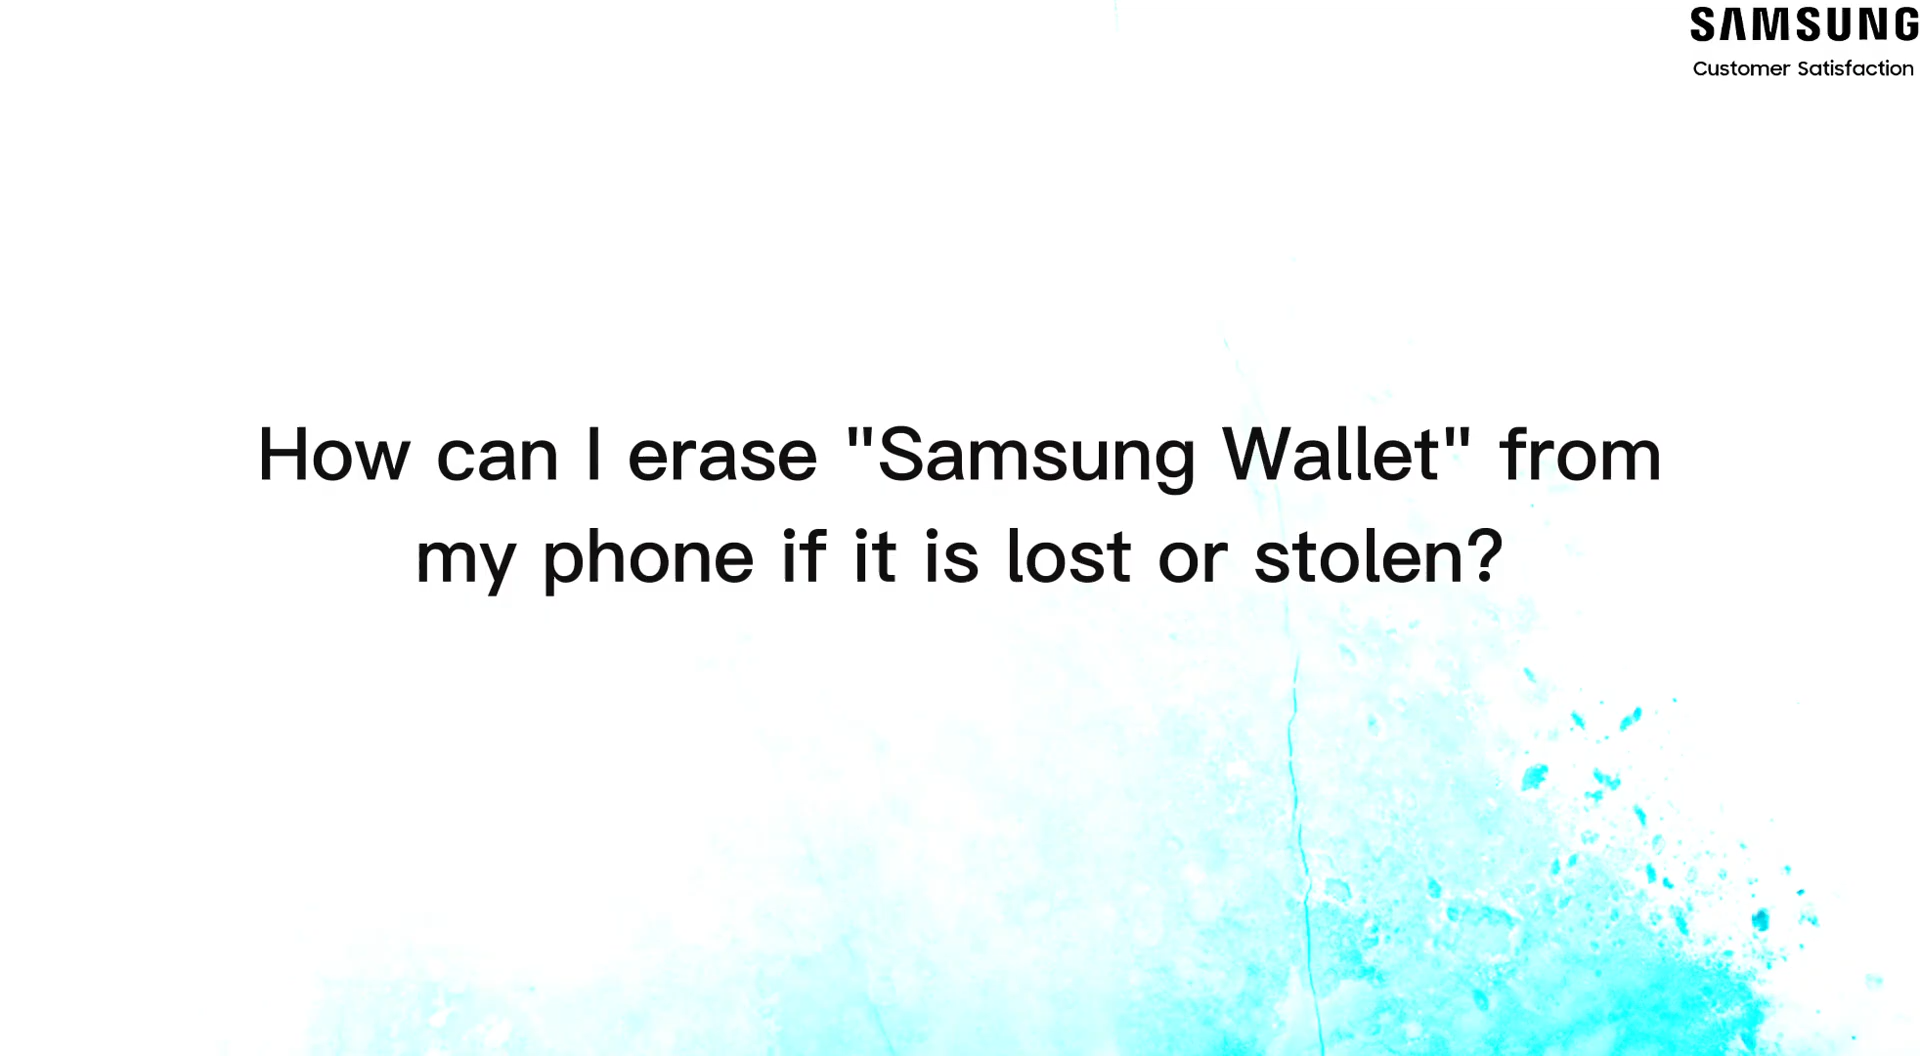 SAMSUNG
Customer Satisfaction
How can I erase "Samsung Wallet" from
my phone if it is lost or stolen?